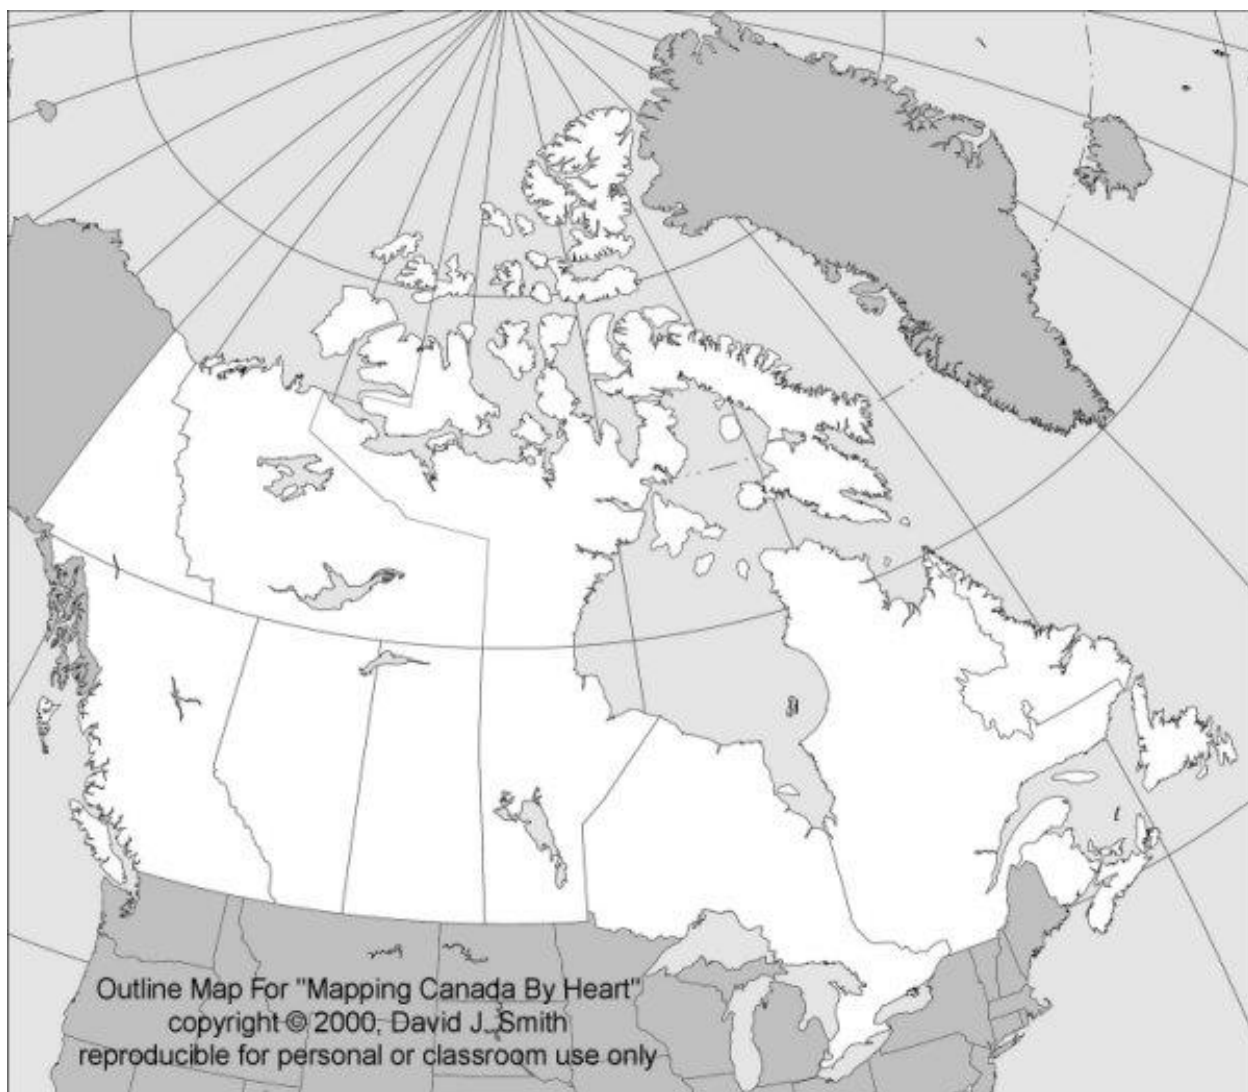 Outline Map For "Mapping Canada By Heart"
copyright © 2000, David J. Smith
reproducible for personal or classroom use only